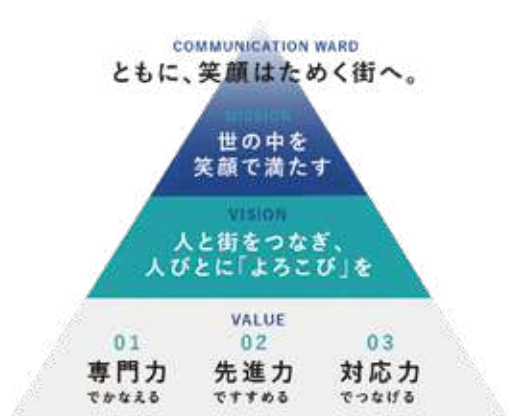 COMMUNICATION WARD
ともに、笑顔はためく街へ。
MISSION
世の中を
笑顔で満たす
VISION
人と街をつなぎ、
人びとに「よろこび」を
VALUE
01 02 03
専門力 先進力 対応力
でかなえる ですすめる でつなげる